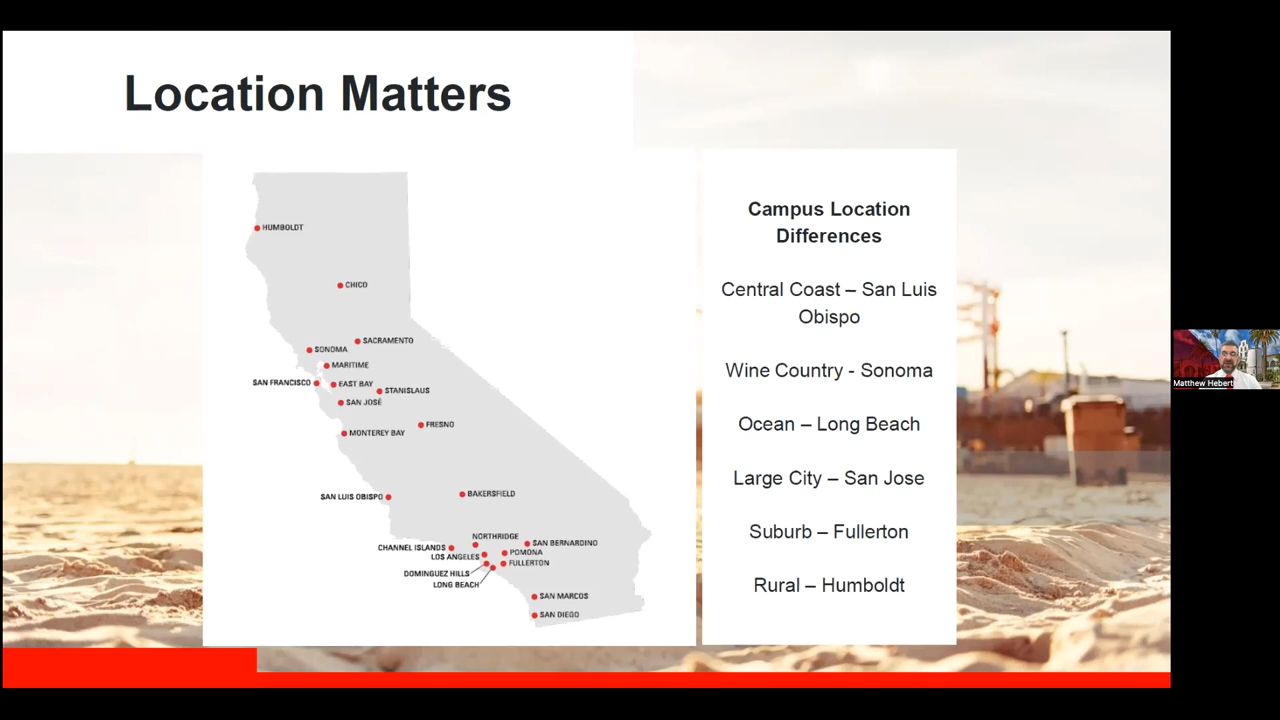 Location Matters
HUMBOLDT
CHICO
SACRAMENTO
SONOMA
MARITIME
SAN FRANCISCO
EAST BAY
STANISLAUS
SAN JOSÉ
FRESNO
MONTEREY BAY
SAN LUIS OBISPO
BAKERSFIELD
NORTHRIDGE
SAN BERNARDINO
CHANNEL ISLANDS
POMONA
LOS ANGELES
FULLERTON
DOMINGUEZ HILLS
LONG BEACH
SAN MARCOS
SAN DIEGO
Campus Location
Differences
Central Coast – San Luis
Obispo
Wine Country - Sonoma
Ocean – Long Beach
Large City – San Jose
Suburb – Fullerton
Rural – Humboldt
Matthew Hebert